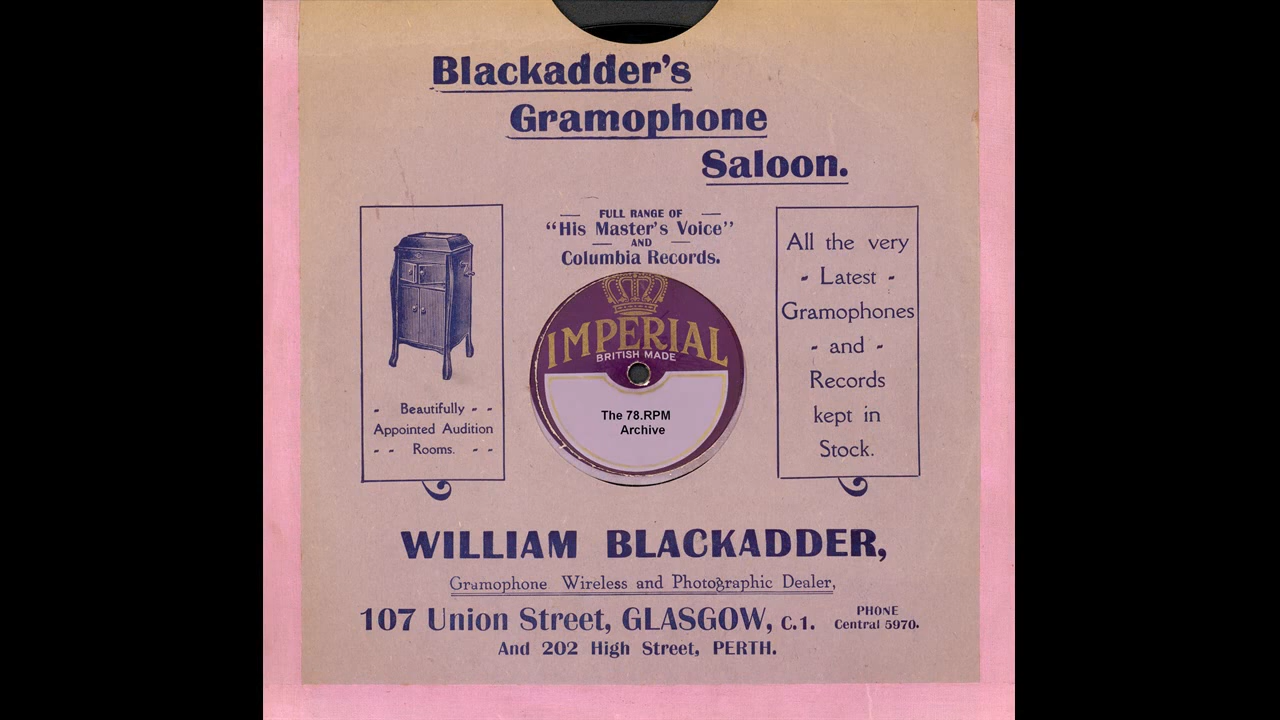 Blackadder's
Gramophone
Saloon.
FULL RANGE OF
"His Master's Voice"
AND
Columbia Records.
- Beautifully - -
Appointed Audition
- - Rooms. - -
IMPERIAL
BRITISH MADE
The 78.RPM
Archive
All the very
- Latest -
Gramophones
- and -
Records
kept in
Stock.
WILLIAM BLACKADDER,
Gramophone Wireless and Photographic Dealer,
107 Union Street, GLASGOW, C.1.
PHONE
Central 5970.
And 202 High Street, PERTH.